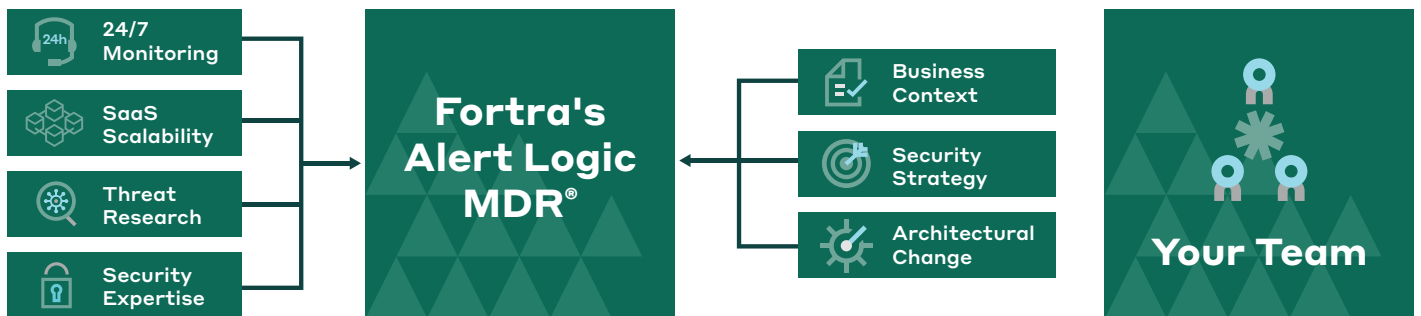 24h
24/7
Monitoring
SaaS
Scalability
Threat
Research
Security
Expertise
Fortra's
Alert Logic
MDR®
Business
Context
Security
Strategy
Architectural
Change
Your Team